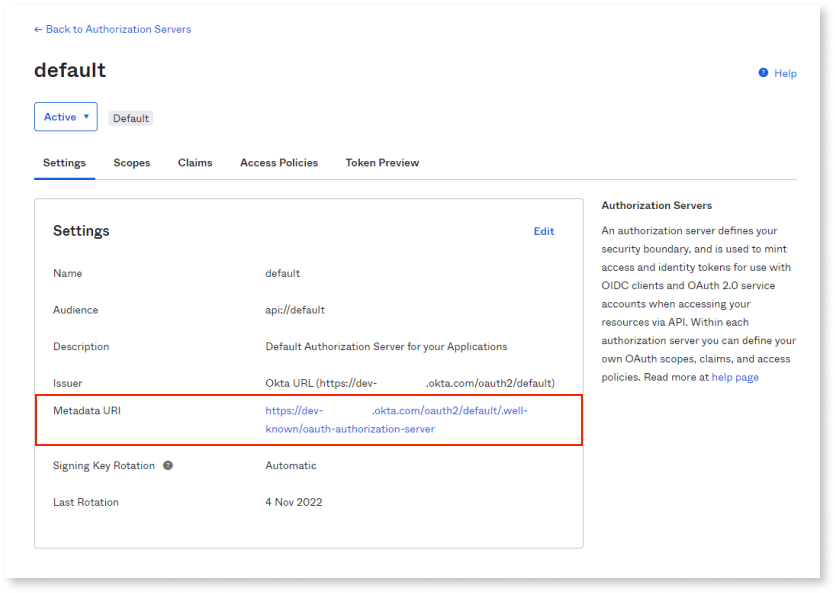 ← Back to Authorization Servers
default
Help
Active
Default
Settings Scopes Claims Access Policies Token Preview
Settings
Edit
Name default
Audience api://default
Description Default Authorization Server for your Applications
Issuer Okta URL (https://dev- .okta.com/oauth2/default)
Metadata URI https://dev- .okta.com/oauth2/default/.well-
known/oauth-authorization-server
Signing Key Rotation ? Automatic
Last Rotation 4 Nov 2022
Authorization Servers
An authorization server defines your
security boundary, and is used to mint
access and identity tokens for use with
OIDC clients and OAuth 2.0 service
accounts when accessing your
resources via API. Within each
authorization server you can define your
own OAuth scopes, claims, and access
policies. Read more at help page